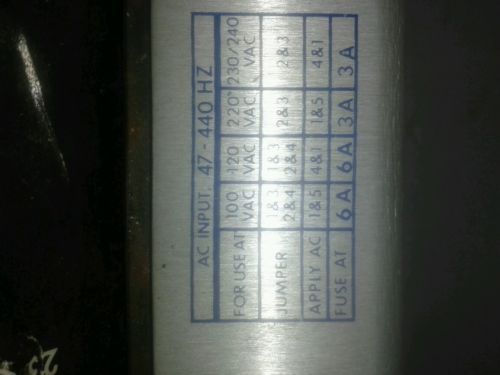 AC INPUT, 47 - 440 HZ
FOR USE AT 100 VAC 120 VAC 220 VAC 230/240 VAC
JUMPER 1&3 2&4 1&3 2&4 2&3 2&3
APPLY AC 1&5 4&1 1&5 4&1
FUSE AT 6A 6A 3A 3A